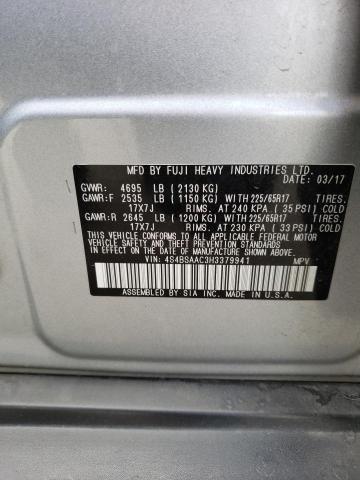 MFD BY FUJI HEAVY INDUSTRIES LTD.
DATE: 03/17
GVWR: 4695 LB (2130 KG)
GAWR:F 2535 LB (1150 KG) WITH 225/65R17 TIRES.
17X7J RIMS. AT 240 KPA (35 PSI) COLD
GAWR:R 2645 LB (1200 KG) WITH 225/65R17 TIRES.
17X7J RIMS. AT 230 KPA (33 PSI) COLD
THIS VEHICLE CONFORMS TO ALL APPLICABLE FEDERAL MOTOR
VEHICLE SAFETY AND BUMPER STANDARDS
IN EFFECT ON THE DATE OF MANUFACTURE SHOWN ABOVE.
VIN: 4S4BSAAC3H3379941 MPV
ASSEMBLED BY SIA INC. MADE IN U.S.A.